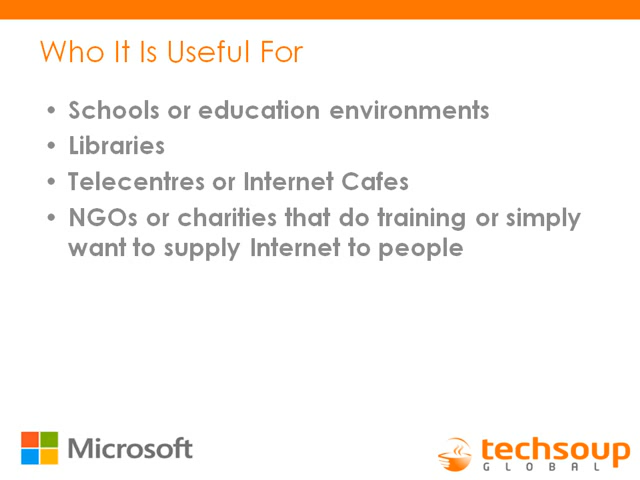 Who It Is Useful For
• Schools or education environments
• Libraries
• Telecentres or Internet Cafes
• NGOs or charities that do training or simply
want to supply Internet to people
Microsoft
techsoup
GLOBAL